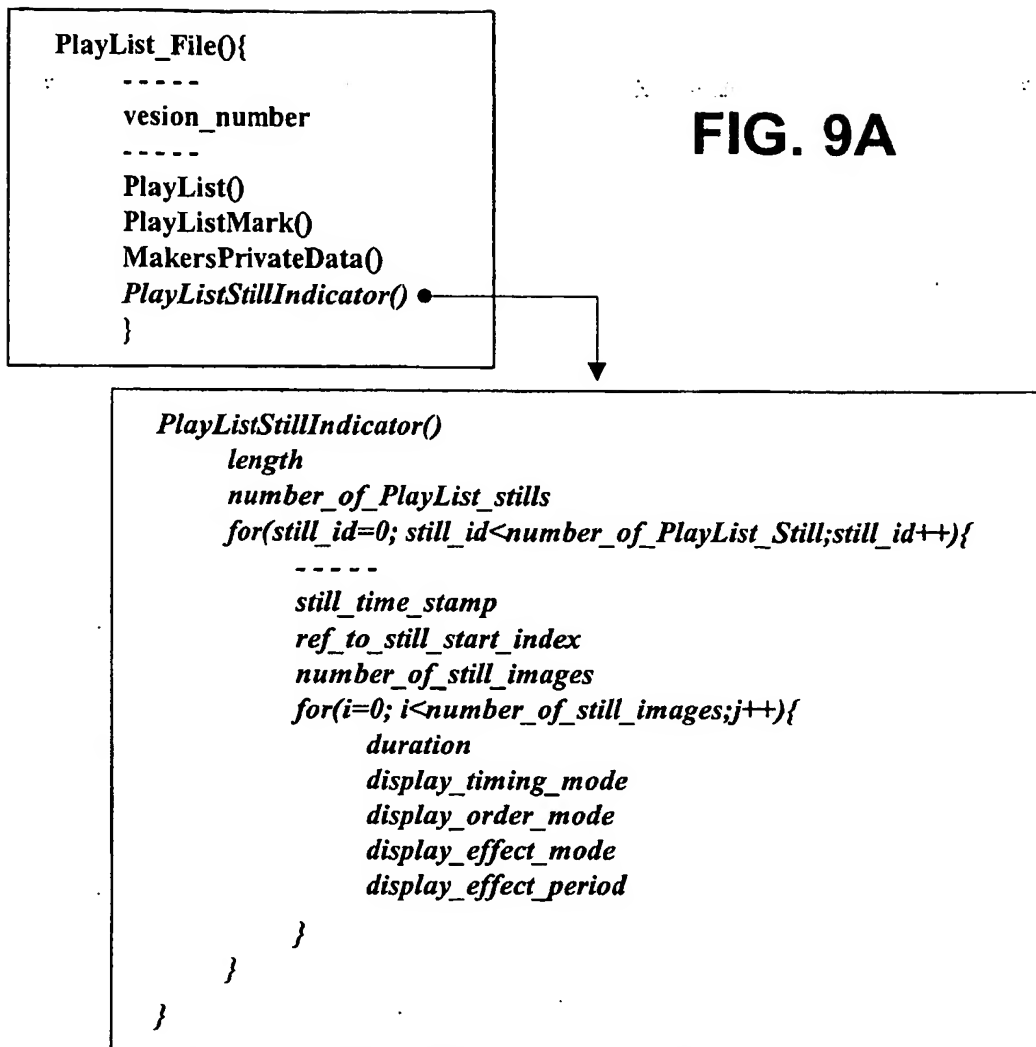 PlayList_File(){
- - - - -
vesion_number
- - - - -
PlayList()
PlayListMark()
MakersPrivateData()
PlayListStillIndicator()
}
FIG. 9A
PlayListStillIndicator()
length
number_of_PlayList_stills
for(still_id=0; still_id<number_of_PlayList_Still;still_id++){
- - - - -
still_time_stamp
ref_to_still_start_index
number_of_still_images
for(i=0; i<number_of_still_images;j++){
duration
display_timing_mode
display_order_mode
display_effect_mode
display_effect_period
}
}
}